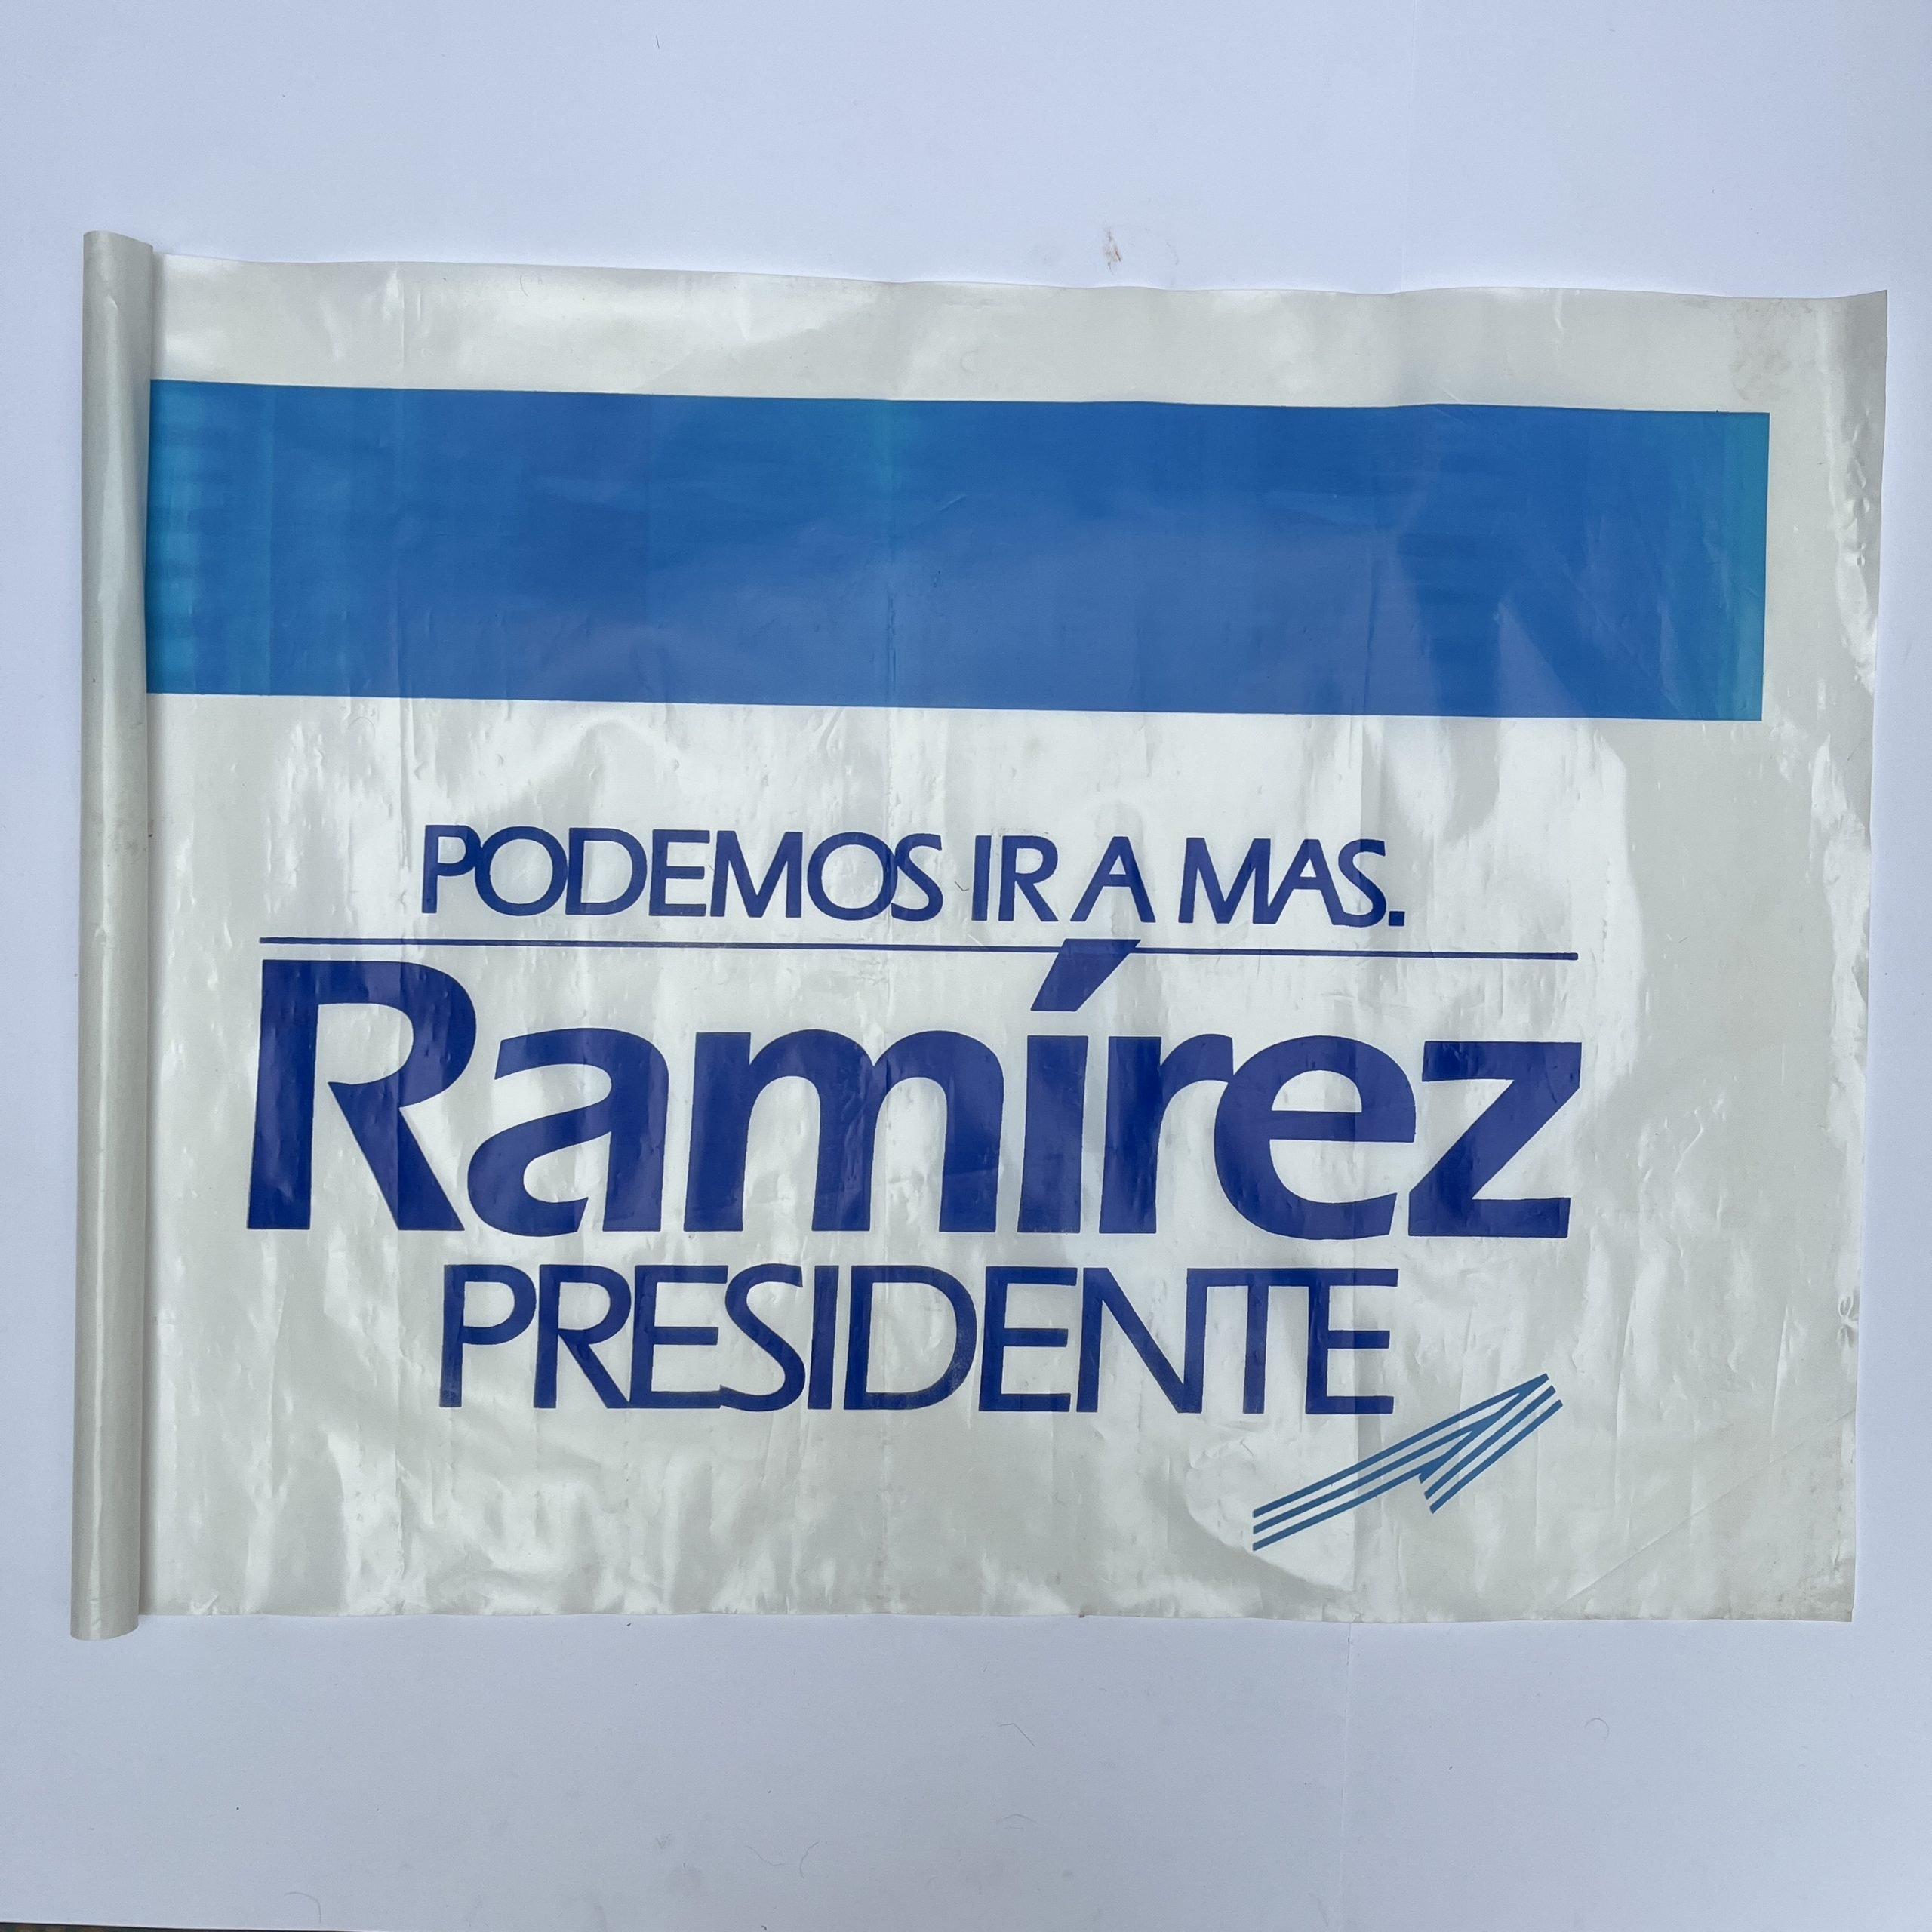 PODEMOS IR A MAS.
Ramírez
PRESIDENTE